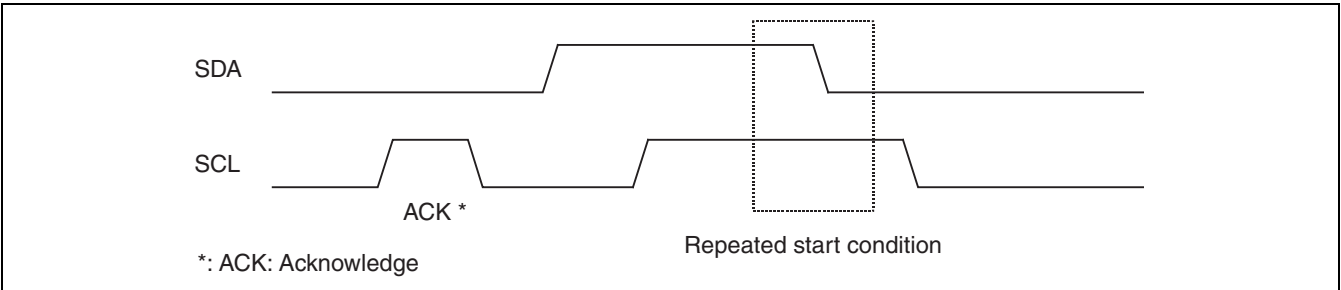 SDA
SCL
ACK *
Repeated start condition
*: ACK: Acknowledge